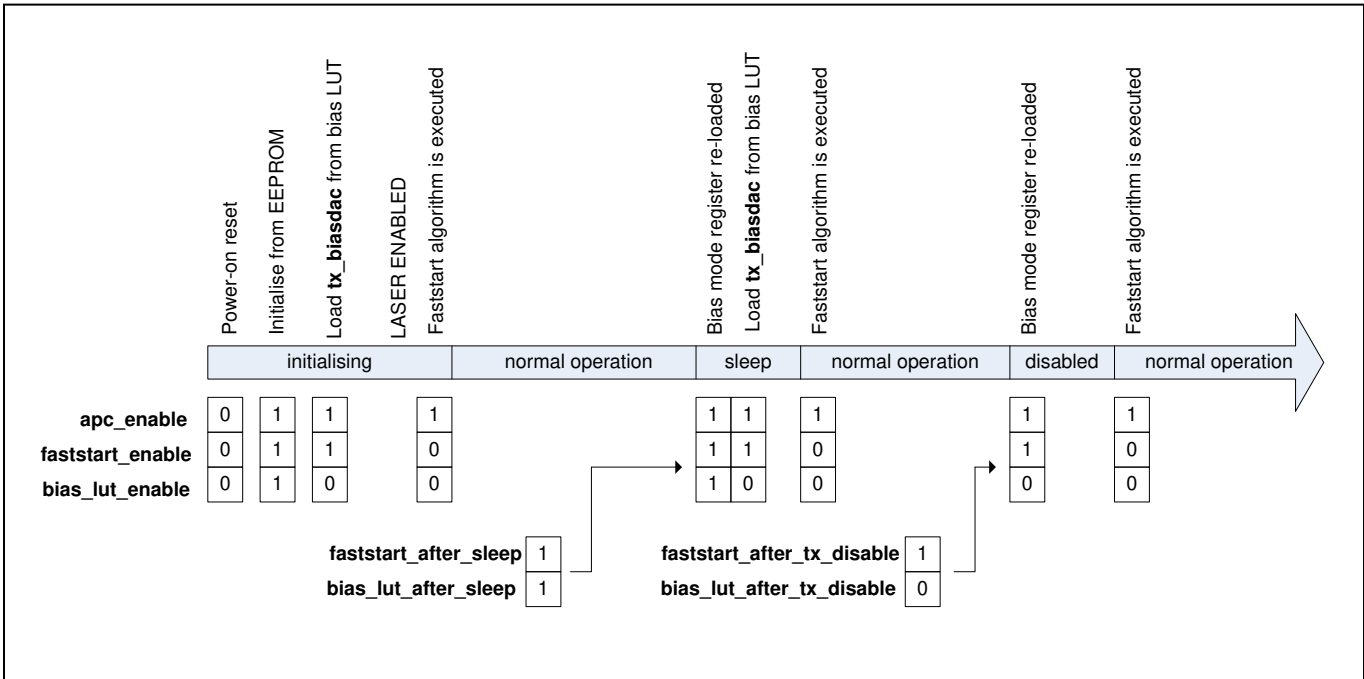 Power-on reset
Initialise from EEPROM
Load tx_biasdac from bias LUT
LASER ENABLED
Faststart algorithm is executed
Bias mode register re-loaded
Load tx_biasdac from bias LUT
Faststart algorithm is executed
Bias mode register re-loaded
Faststart algorithm is executed
initialising normal operation sleep normal operation disabled normal operation
apc_enable 0 1 1 1 1 1 1 1 1
faststart_enable 0 1 1 0 1 1 0 1 0
bias_lut_enable 0 1 0 0 1 0 0 0 0
faststart_after_sleep 1 faststart_after_tx_disable 1
bias_lut_after_sleep 1 bias_lut_after_tx_disable 0